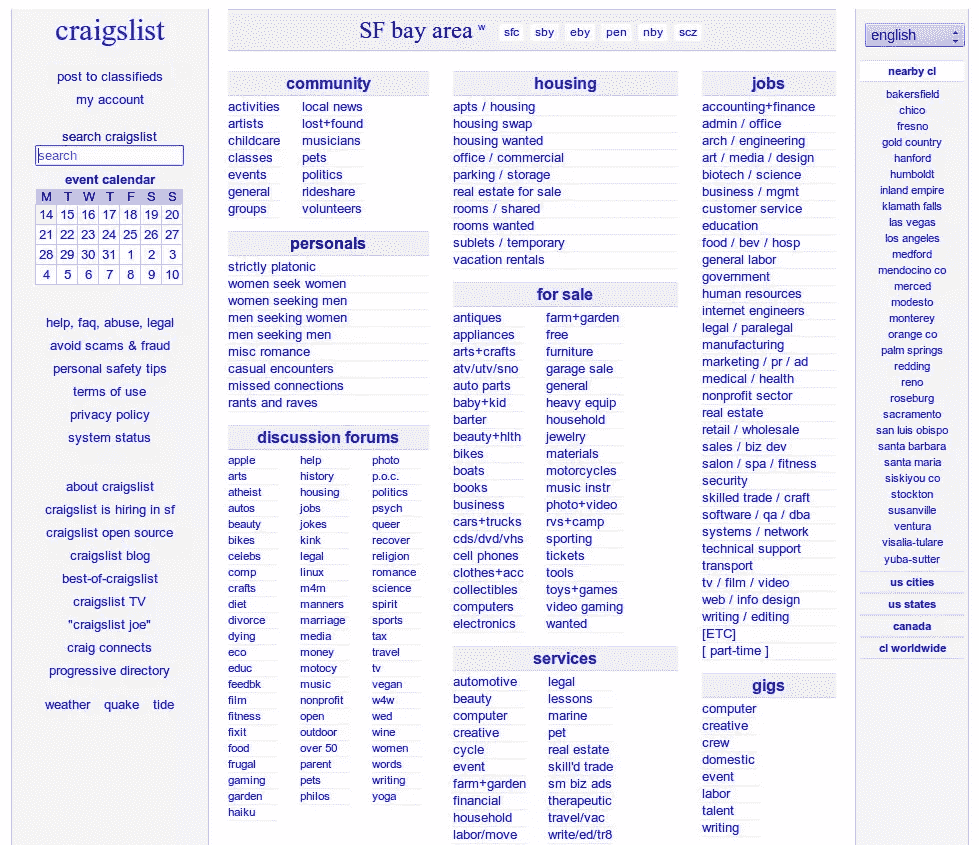 craigslist
post to classifieds
my account
search craigslist
search
event calendar
M T W T F S S
14 15 16 17 18 19 20
21 22 23 24 25 26 27
28 29 30 31 1 2 3
4 5 6 7 8 9 10
help, faq, abuse, legal
avoid scams & fraud
personal safety tips
terms of use
privacy policy
system status
about craigslist
craigslist is hiring in sf
craigslist open source
craigslist blog
best-of-craigslist
craigslist TV
"craigslist joe"
craig connects
progressive directory
weather quake tide
SF bay area w sfc sby eby pen nby scz
community
activities
artists
childcare
classes
events
general
groups
local news
lost+found
musicians
pets
politics
rideshare
volunteers
personals
strictly platonic
women seek women
women seeking men
men seeking women
men seeking men
misc romance
casual encounters
missed connections
rants and raves
discussion forums
apple
arts
atheist
autos
beauty
bikes
celebs
comp
crafts
diet
divorce
dying
eco
educ
feedbk
film
fitness
fixit
food
frugal
gaming
garden
haiku
help
history
housing
jobs
jokes
kink
legal
linux
m4m
manners
marriage
media
money
motocy
music
nonprofit
open
outdoor
over 50
parent
pets
philos
photo
p.o.c.
politics
psych
queer
recover
religion
romance
science
spirit
sports
tax
travel
tv
vegan
w4w
wed
wine
women
words
writing
yoga
housing
apts / housing
housing swap
housing wanted
office / commercial
parking / storage
real estate for sale
rooms / shared
rooms wanted
sublets / temporary
vacation rentals
for sale
antiques
appliances
arts+crafts
atv/utv/sno
auto parts
baby+kid
barter
beauty+hlth
bikes
boats
books
business
cars+trucks
cds/dvd/vhs
cell phones
clothes+acc
collectibles
computers
electronics
farm+garden
free
furniture
garage sale
general
heavy equip
household
jewelry
materials
motorcycles
music instr
photo+video
rvs+camp
sporting
tickets
tools
toys+games
video gaming
wanted
services
automotive
beauty
computer
creative
cycle
event
farm+garden
financial
household
labor/move
legal
lessons
marine
pet
real estate
skill'd trade
sm biz ads
therapeutic
travel/vac
write/ed/tr8
jobs
accounting+finance
admin / office
arch / engineering
art / media / design
biotech / science
business / mgmt
customer service
education
food / bev / hosp
general labor
government
human resources
internet engineers
legal / paralegal
manufacturing
marketing / pr / ad
medical / health
nonprofit sector
real estate
retail / wholesale
sales / biz dev
salon / spa / fitness
security
skilled trade / craft
software / qa / dba
systems / network
technical support
transport
tv / film / video
web / info design
writing / editing
[ETC]
[ part-time ]
gigs
computer
creative
crew
domestic
event
labor
talent
writing
english
nearby cl
bakersfield
chico
fresno
gold country
hanford
humboldt
inland empire
klamath falls
las vegas
los angeles
medford
mendocino co
merced
modesto
monterey
orange co
palm springs
redding
reno
roseburg
sacramento
san luis obispo
santa barbara
santa maria
siskiyou co
stockton
susanville
ventura
visalia-tulare
yuba-sutter
us cities
us states
canada
cl worldwide